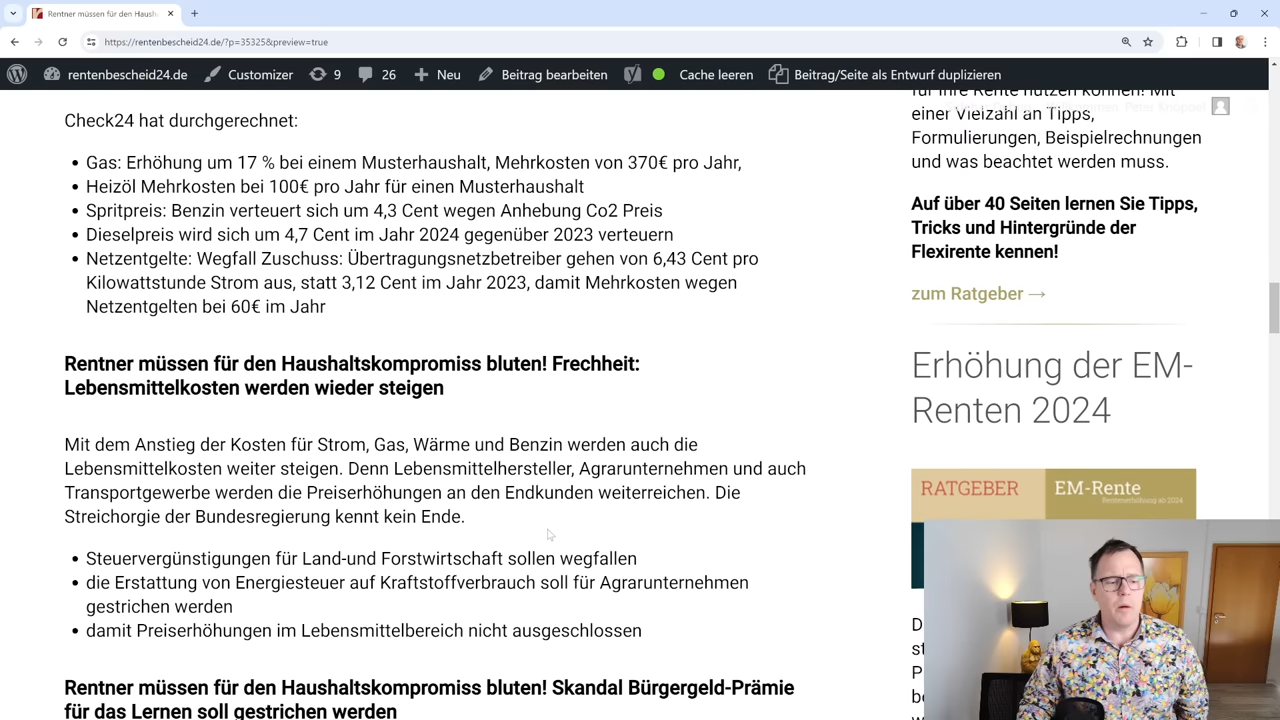 Rentner müssen für den Haush
https://rentenbescheid24.de/?p=35325&preview=true
rentenbescheid24.de
Customizer
9
26
Neu
Beitrag bearbeiten
Cache leeren
Beitrag/Seite als Entwurf duplizieren
Check24 hat durchgerechnet:
• Gas: Erhöhung um 17 % bei einem Musterhaushalt, Mehrkosten von 370€ pro Jahr,
• Heizöl Mehrkosten bei 100€ pro Jahr für einen Musterhaushalt
• Spritpreis: Benzin verteuert sich um 4,3 Cent wegen Anhebung Co2 Preis
• Dieselpreis wird sich um 4,7 Cent im Jahr 2024 gegenüber 2023 verteuern
• Netzentgelte: Wegfall Zuschuss: Übertragungsnetzbetreiber gehen von 6,43 Cent pro
Kilowattstunde Strom aus, statt 3,12 Cent im Jahr 2023, damit Mehrkosten wegen
Netzentgelten bei 60€ im Jahr
Rentner müssen für den Haushaltskompromiss bluten! Frechheit:
Lebensmittelkosten werden wieder steigen
Mit dem Anstieg der Kosten für Strom, Gas, Wärme und Benzin werden auch die
Lebensmittelkosten weiter steigen. Denn Lebensmittelhersteller, Agrarunternehmen und auch
Transportgewerbe werden die Preiserhöhungen an den Endkunden weiterreichen. Die
Streichorgie der Bundesregierung kennt kein Ende.
• Steuervergünstigungen für Land-und Forstwirtschaft sollen wegfallen
• die Erstattung von Energiesteuer auf Kraftstoffverbrauch soll für Agrarunternehmen
gestrichen werden
• damit Preiserhöhungen im Lebensmittelbereich nicht ausgeschlossen
Rentner müssen für den Haushaltskompromiss bluten! Skandal Bürgergeld-Prämie
für das Lernen soll gestrichen werden
für Ihre Rente nutzen können! Mit
einer Vielzahl an Tipps,
Formulierungen, Beispielrechnungen
und was beachtet werden muss.
Auf über 40 Seiten lernen Sie Tipps,
Tricks und Hintergründe der
Flexirente kennen!
zum Ratgeber →
Erhöhung der EM-
Renten 2024
RATGEBER
EM-Rente
Rentenerhöhung ab 2024